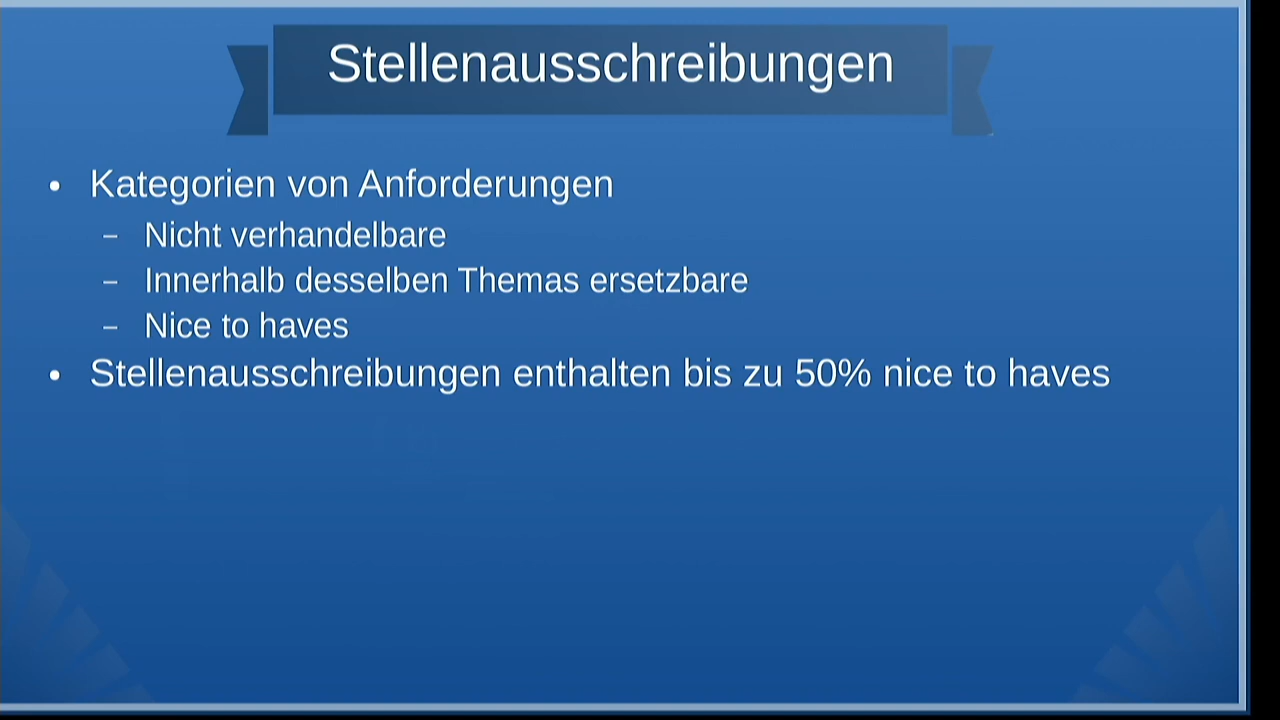 Stellenausschreibungen
• Kategorien von Anforderungen
– Nicht verhandelbare
– Innerhalb desselben Themas ersetzbare
– Nice to haves
• Stellenausschreibungen enthalten bis zu 50% nice to haves